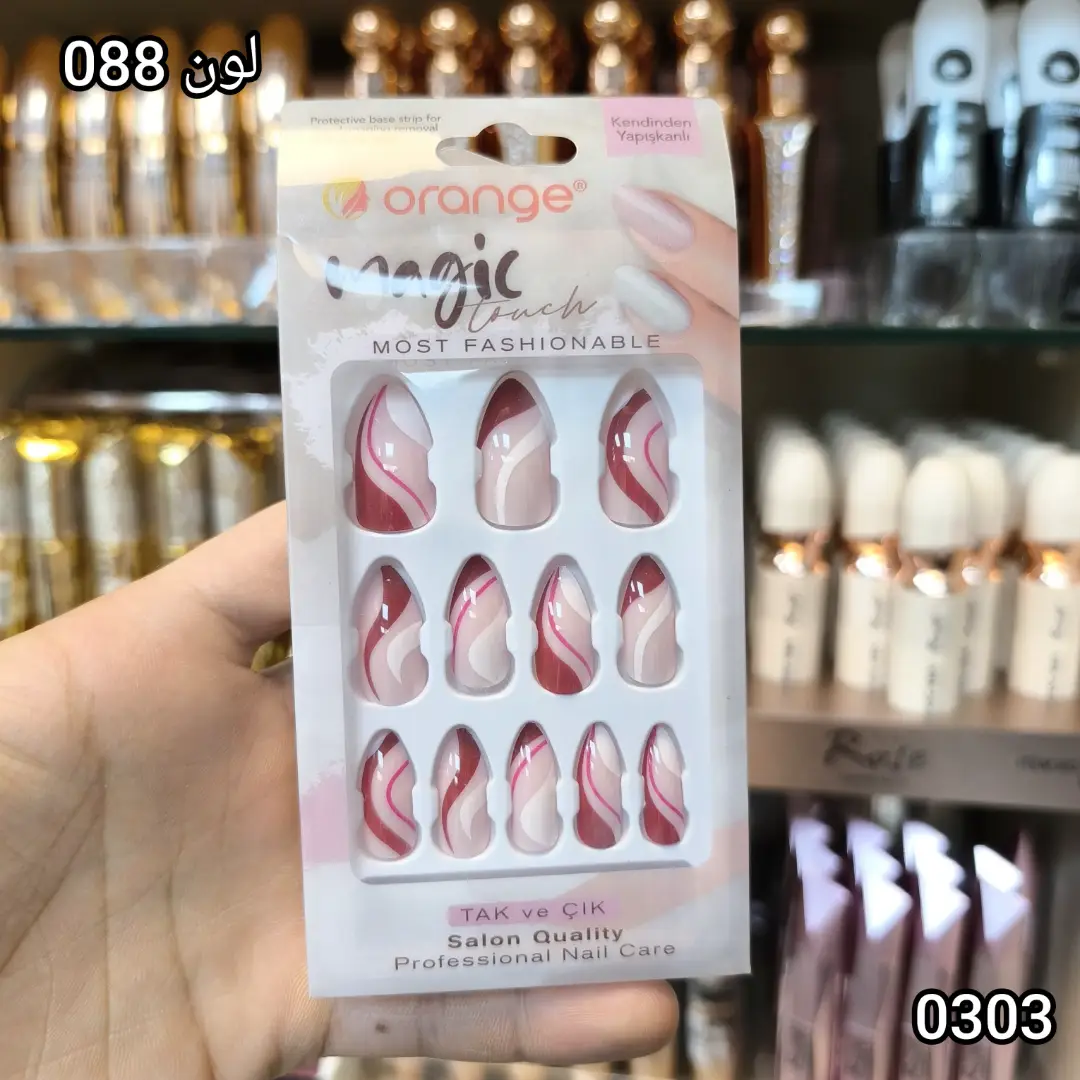 لون 088
Protective base strip for
Kendinden
Yapışkanlı
orange®
magic
touch
MOST FASHIONABLE
TAK ve ÇIK
Salon Quality
Professional Nail Care
0303